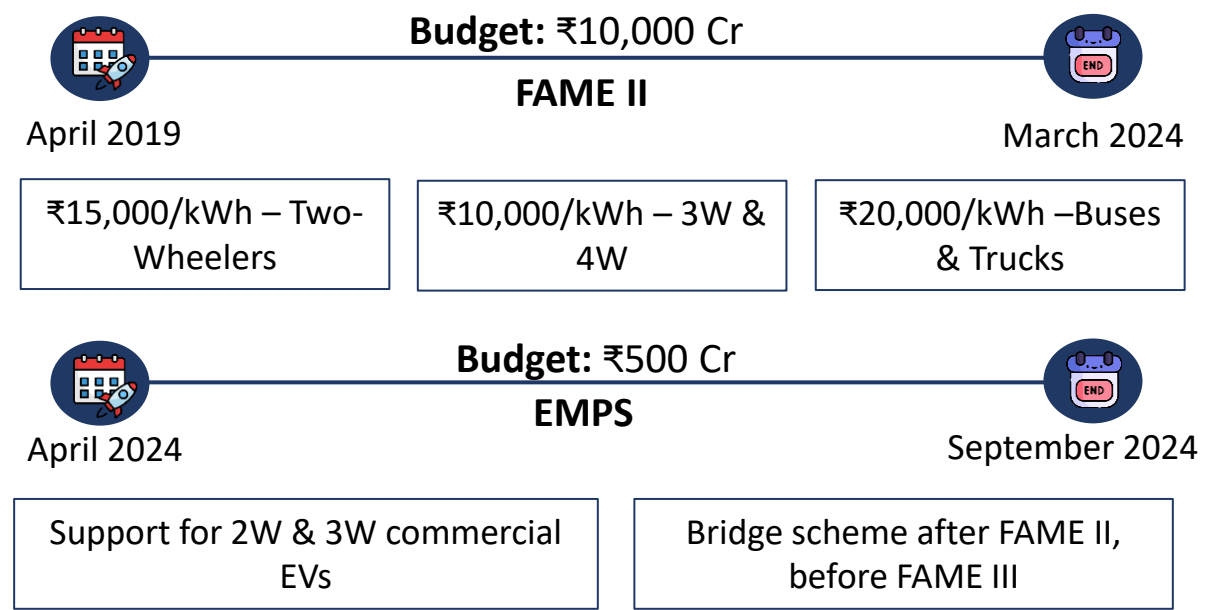 Budget: ₹10,000 Cr
FAME II
April 2019
March 2024
₹15,000/kWh – Two-
Wheelers
₹10,000/kWh – 3W &
4W
₹20,000/kWh –Buses
& Trucks
Budget: ₹500 Cr
EMPS
April 2024
September 2024
Support for 2W & 3W commercial
EVs
Bridge scheme after FAME II,
before FAME III
END
END